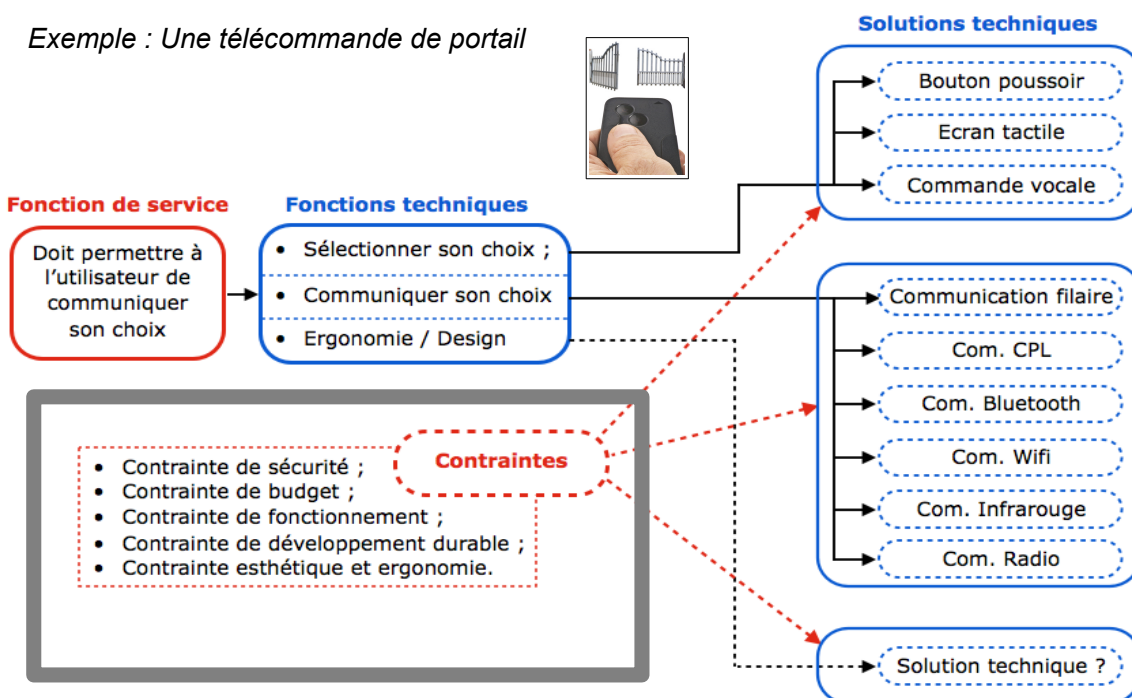 Exemple : Une télécommande de portail
Solutions techniques
Bouton poussoir
Ecran tactile
Commande vocale
Fonction de service
Doit permettre à
l'utilisateur de
communiquer
son choix
Fonctions techniques
• Sélectionner son choix ;
• Communiquer son choix
• Ergonomie / Design
Communication filaire
Com. CPL
Com. Bluetooth
Com. Wifi
Com. Infrarouge
Com. Radio
Contraintes
• Contrainte de sécurité ;
• Contrainte de budget ;
• Contrainte de fonctionnement ;
• Contrainte de développement durable ;
• Contrainte esthétique et ergonomie.
Solution technique ?